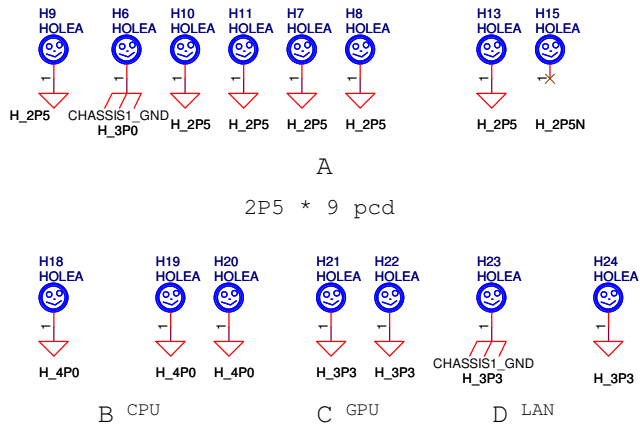 H9 H6 H10 H11 H7 H8 H13 H15
HOLEA HOLEA HOLEA HOLEA HOLEA HOLEA HOLEA HOLEA
1 1 1 1 1 1 1 1
H_2P5 CHASSIS1_GND H_2P5 H_2P5 H_2P5 H_2P5 H_2P5 H_2P5N
H_3P0
A
2P5 * 9 pcd
H18 H19 H20 H21 H22 H23 H24
HOLEA HOLEA HOLEA HOLEA HOLEA HOLEA HOLEA
1 1 1 1 1 1 1
CHASSIS1_GND
H_4P0 H_4P0 H_4P0 H_3P3 H_3P3 H_3P3 H_3P3
B CPU C GPU D LAN